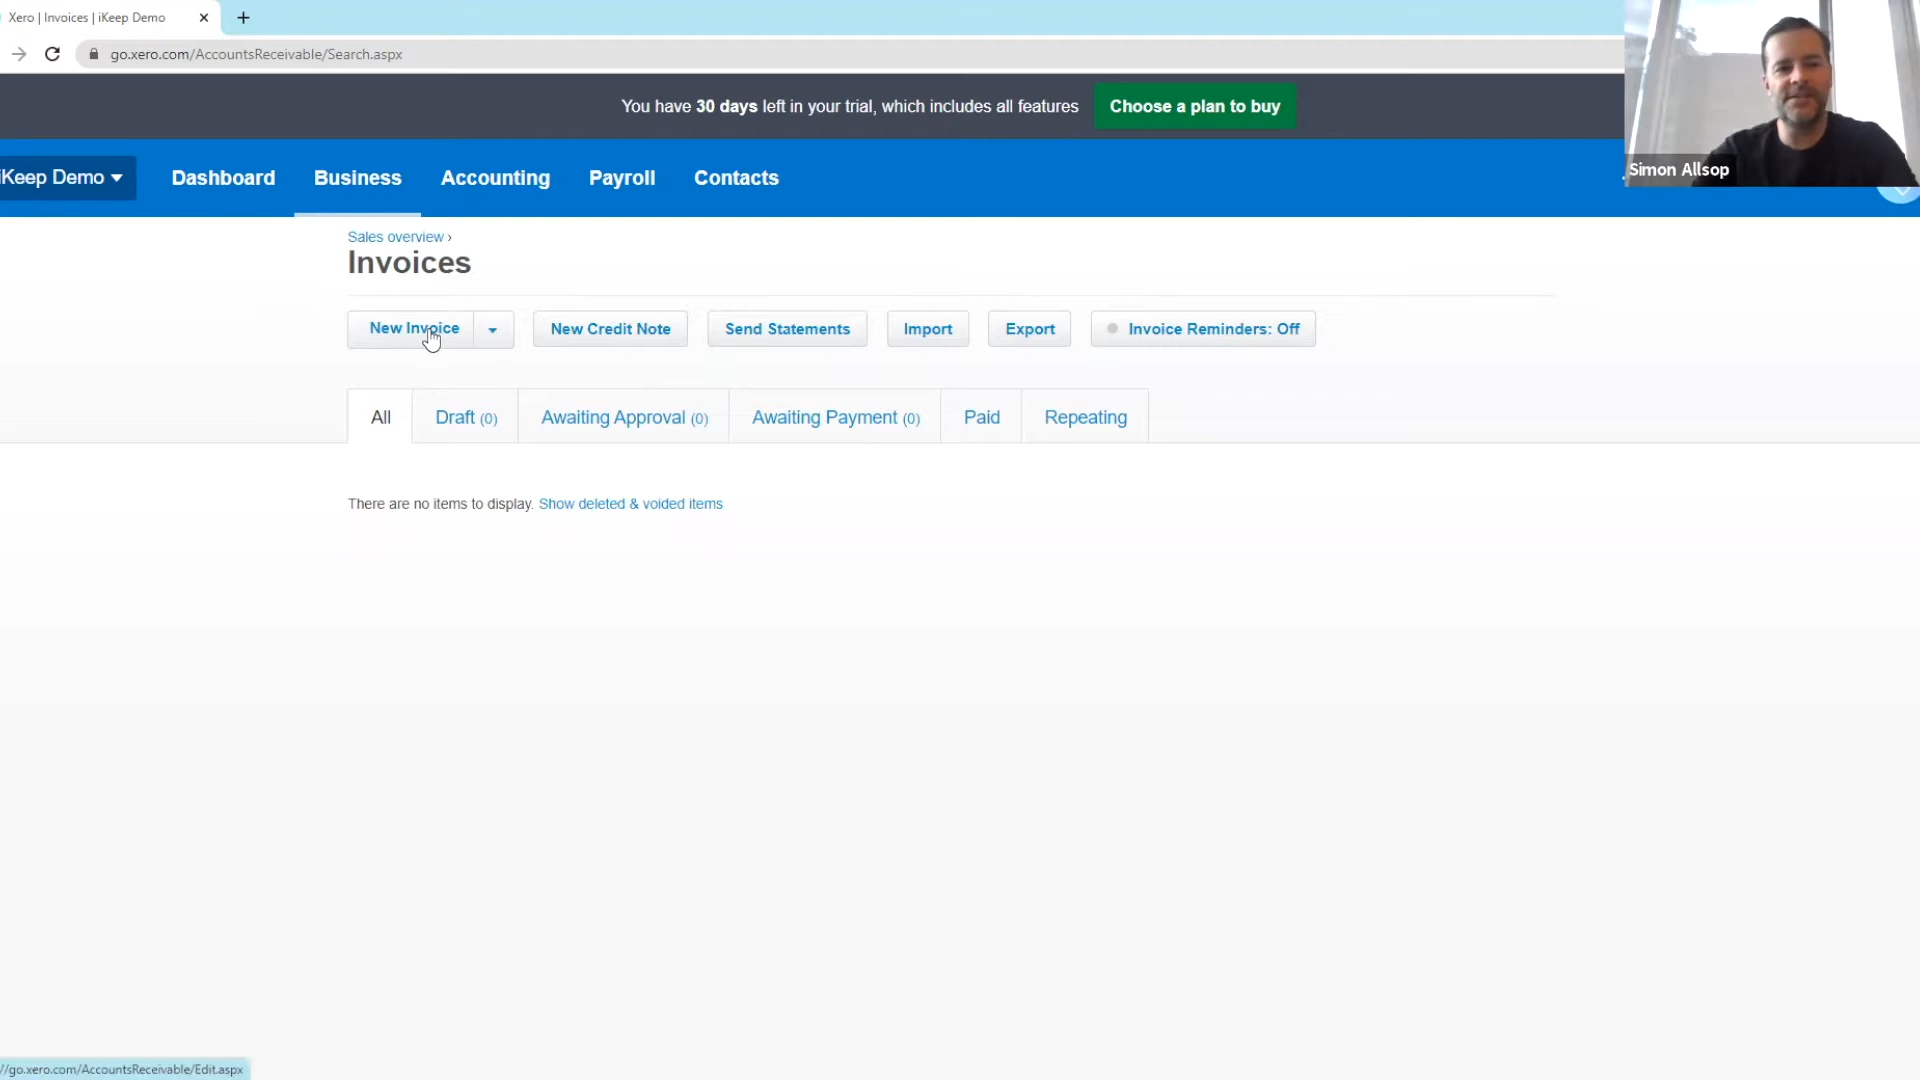 Xero | Invoices | iKeep Demo
go.xero.com/AccountsReceivable/Search.aspx
You have 30 days left in your trial, which includes all features
Choose a plan to buy
iKeep Demo
Dashboard
Business
Accounting
Payroll
Contacts
Simon Allsop
Sales overview ›
Invoices
New Invoice
New Credit Note
Send Statements
Import
Export
Invoice Reminders: Off
All
Draft (0)
Awaiting Approval (0)
Awaiting Payment (0)
Paid
Repeating
There are no items to display. Show deleted & voided items
//go.xero.com/AccountsReceivable/Edit.aspx